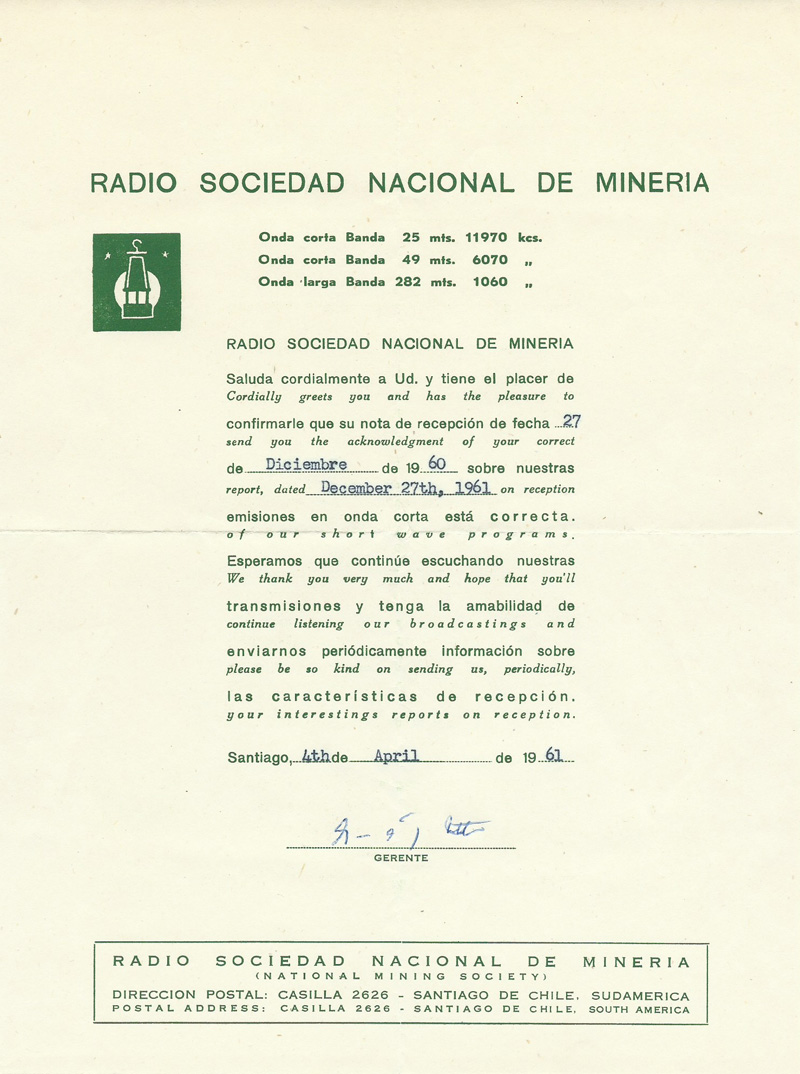 RADIO SOCIEDAD NACIONAL DE MINERIA
Onda corta Banda 25 mts. 11970 kcs.
Onda corta Banda 49 mts. 6070 „
Onda larga Banda 282 mts. 1060 „
RADIO SOCIEDAD NACIONAL DE MINERIA
Saluda cordialmente a Ud. y tiene el placer de
Cordially greets you and has the pleasure to
confirmarle que su nota de recepción de fecha 27
send you the acknowledgment of your correct
de Diciembre de 1960 sobre nuestras
report, dated December 27th, 1961 on reception
emisiones en onda corta está correcta.
of our short wave programs.
Esperamos que continúe escuchando nuestras
We thank you very much and hope that you'll
transmisiones y tenga la amabilidad de
continue listening our broadcastings and
enviarnos periódicamente información sobre
please be so kind on sending us, periodically,
las características de recepción.
your interestings reports on reception.
Santiago, 4th de April de 1961
GERENTE
RADIO SOCIEDAD NACIONAL DE MINERIA
(NATIONAL MINING SOCIETY)
DIRECCION POSTAL: CASILLA 2626 - SANTIAGO DE CHILE, SUDAMERICA
POSTAL ADDRESS: CASILLA 2626 - SANTIAGO DE CHILE, SOUTH AMERICA